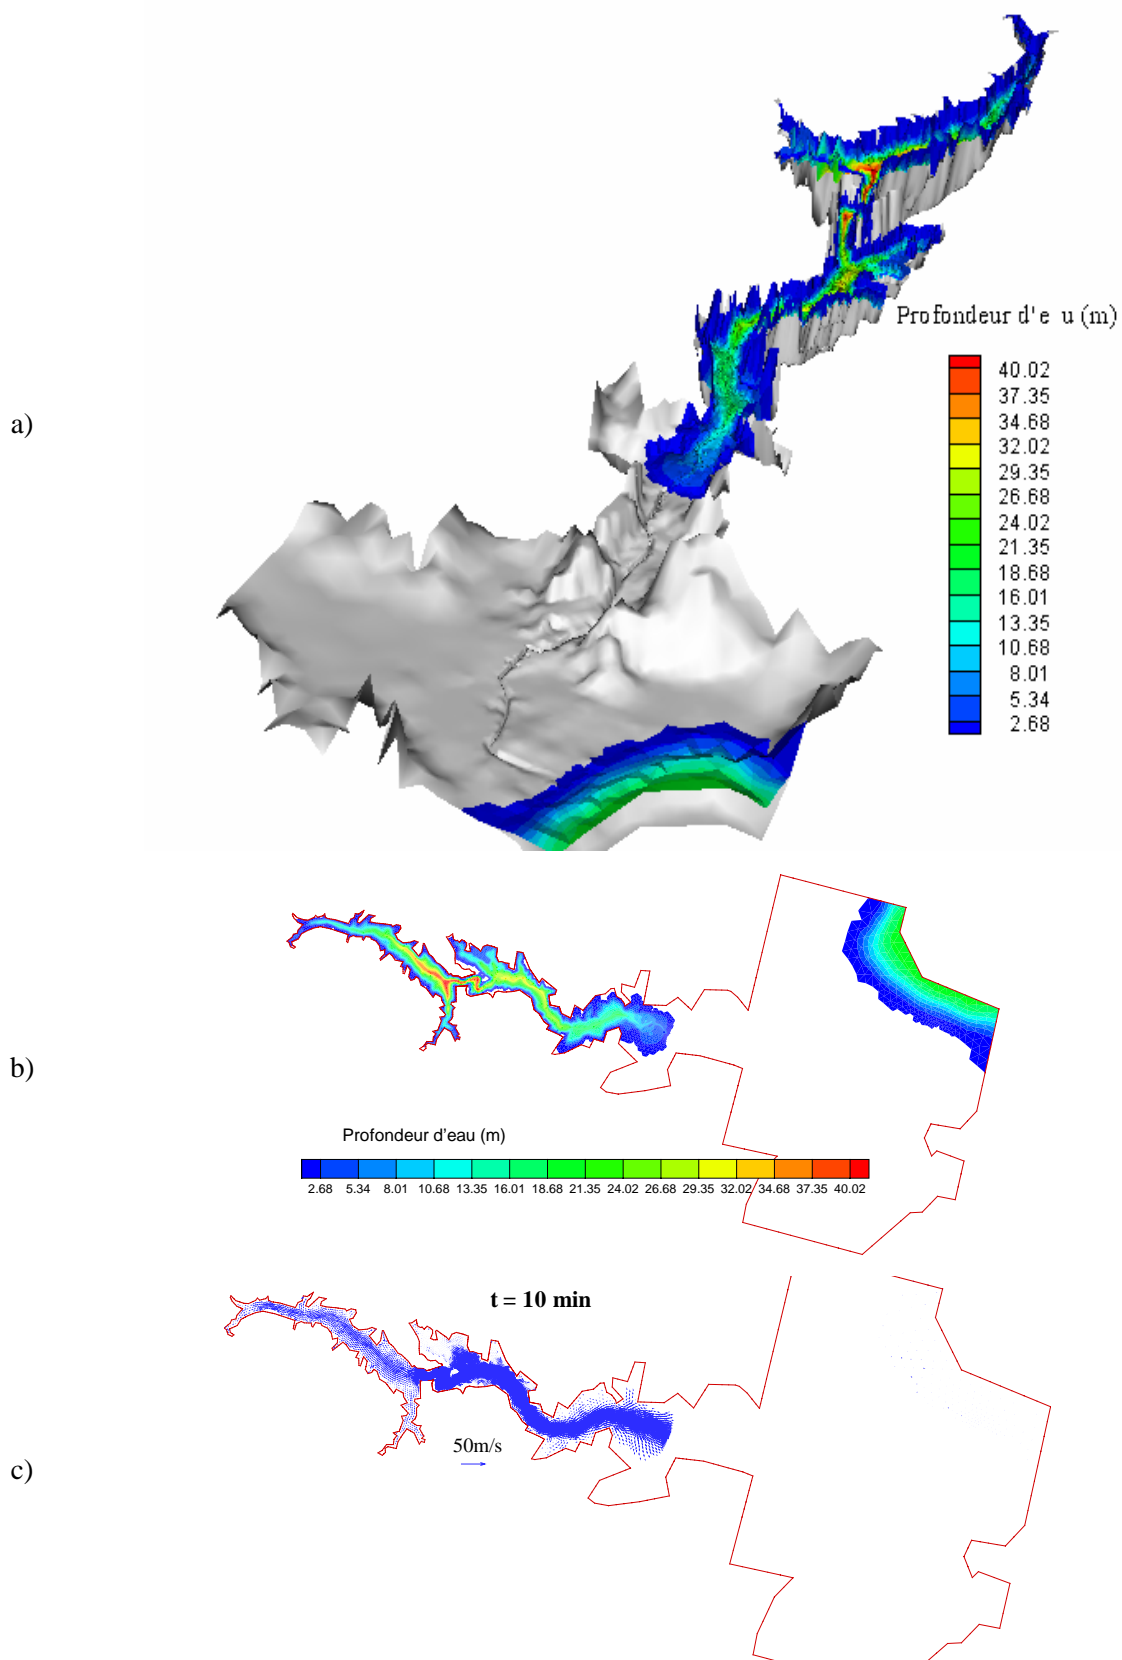 Profondeur d'e u (m)
40.02
37.35
34.68
32.02
29.35
26.68
24.02
21.35
18.68
16.01
13.35
10.68
8.01
5.34
2.68
a)
b)
Profondeur d'eau (m)
2.68 5.34 8.01 10.68 13.35 16.01 18.68 21.35 24.02 26.68 29.35 32.02 34.68 37.35 40.02
t = 10 min
50m/s
c)